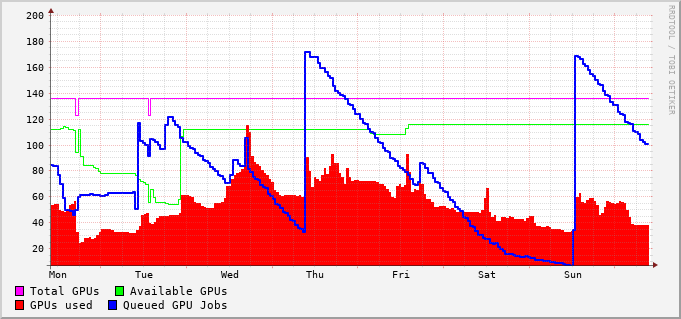 200
180
160
140
120
100
80
60
40
20
Mon Tue Wed Thu Fri Sat Sun
Total GPUs Available GPUs
GPUs used Queued GPU Jobs
RRDTOOL / TOBI OETIKER